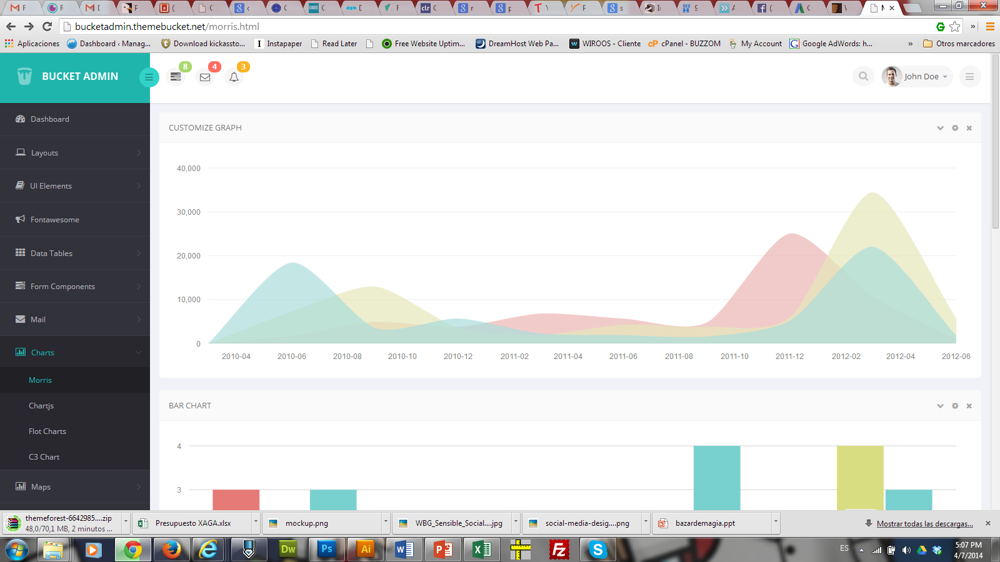 bucketadmin.themebucket.net/morris.html
Aplicaciones Dashboard ‹ Manag... Download kickassto... Instapaper Read Later Free Website Uptim... DreamHost Web Pa... WIROOS - Cliente cPanel - BUZZOM My Account Google AdWords: h... » Otros marcadores
BUCKET ADMIN
8 4 3
John Doe
Dashboard
Layouts
UI Elements
Fontawesome
Data Tables
Form Components
Mail
Charts
Morris
Chartjs
Flot Charts
C3 Chart
Maps
CUSTOMIZE GRAPH
40,000
30,000
20,000
10,000
0
2010-04 2010-06 2010-08 2010-10 2010-12 2011-02 2011-04 2011-06 2011-08 2011-10 2011-12 2012-02 2012-04 2012-06
BAR CHART
4
3
themeforest-6642985....zip
48,0/70,1 MB, 2 minutos ...
Presupuesto XAGA.xlsx
mockup.png
WBG_Sensible_Social....jpg
social-media-desig....png
bazardemagia.ppt
Mostrar todas las descargas...
Dw Ps Ai
ES
5:07 PM
4/7/2014